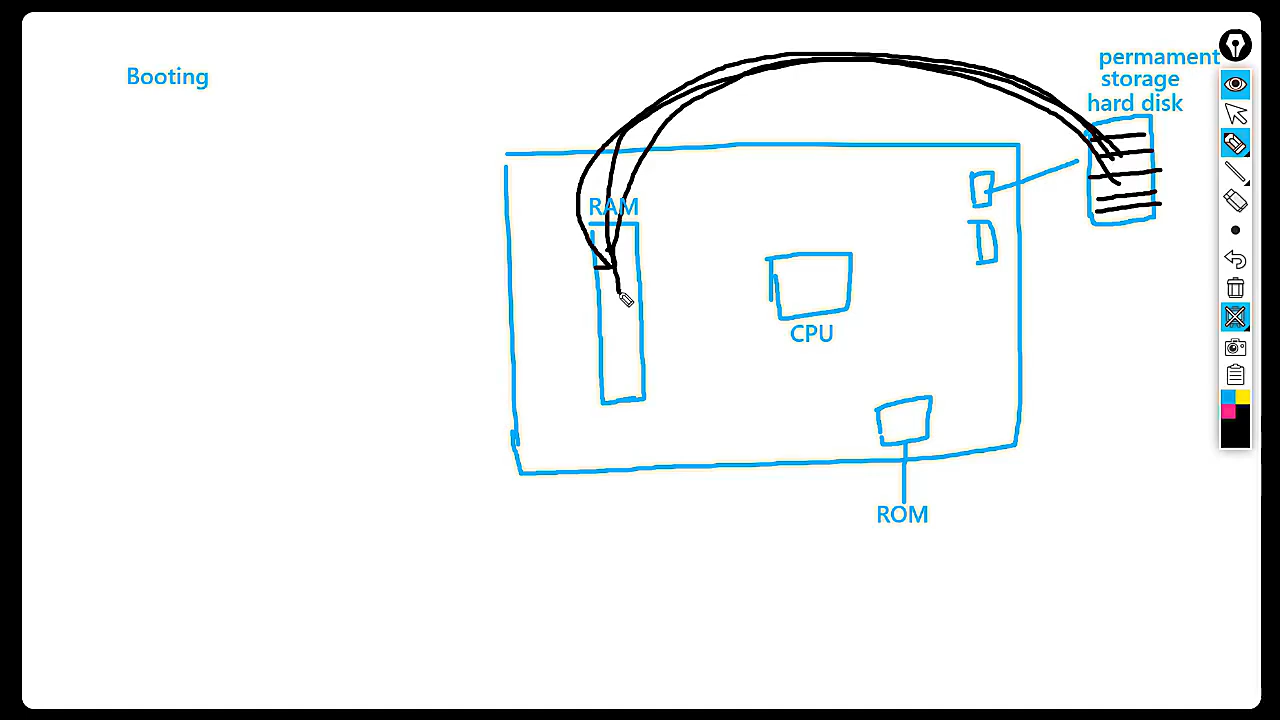 Booting
permament
storage
hard disk
RAM
CPU
ROM